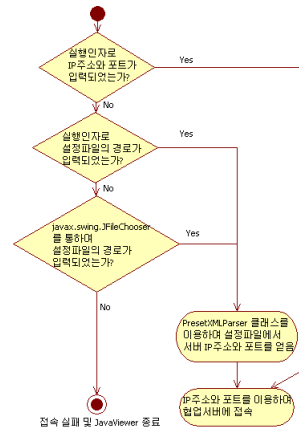 실행인자로
IP주소와 포트가
입력되었는가?
Yes
No
실행인자로
설정파일의 경로가
입력되었는가?
Yes
No
javax.swing.JFileChooser
를 통하며
설정파일의 경로가
입력되었는가?
Yes
No
PresetXMLParser 클래스를
이용하며 설정파일에서
서버 IP주소와 포트를 얻음
IP주소와 포트를 이용하며
협업서버에 접속
접속 실패 및 JavaViewer 종료